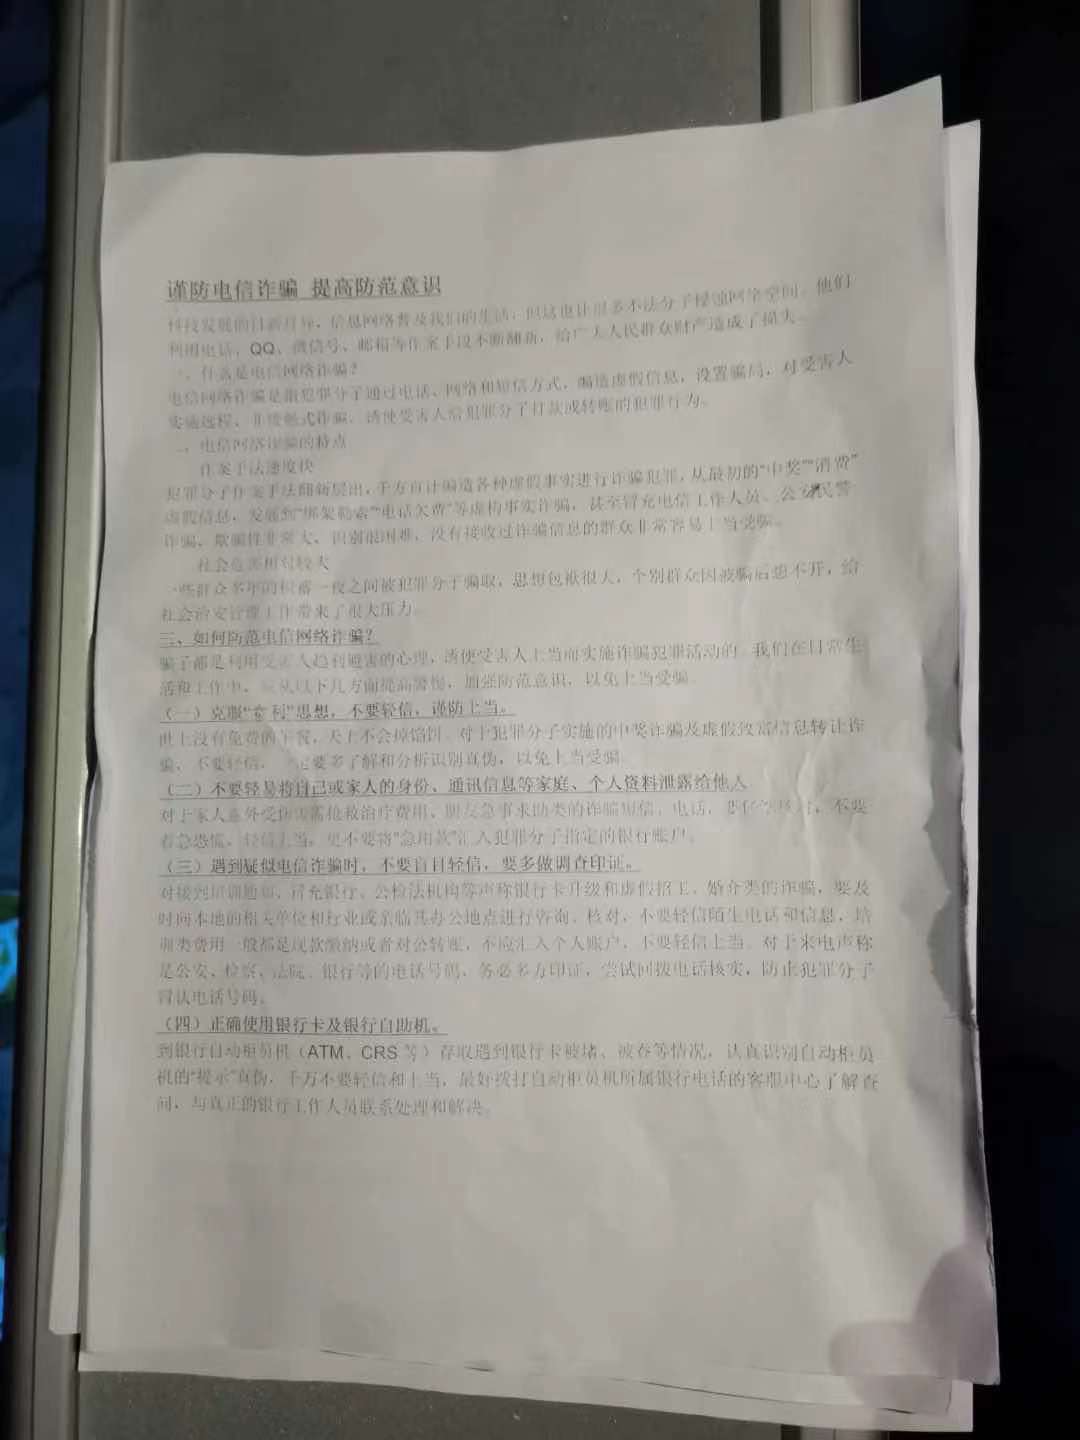 谨防电信诈骗 提高防范意识
科技发展的日新月异，信息网络普及我们的生活，但这也让很多不法分子侵蚀网络空间。他们
利用电话，QQ、微信号、邮箱等作案手段不断翻新，给广大人民群众财产造成了损失。
一、什么是电信网络诈骗？
电信网络诈骗是指犯罪分子通过电话、网络和短信方式，编造虚假信息，设置骗局，对受害人
实施远程、非接触式诈骗，诱使受害人给犯罪分子打款或转账的犯罪行为。
二、电信网络诈骗的特点
作案手法速度快
犯罪分子作案手法翻新层出，千方百计编造各种虚假事实进行诈骗犯罪，从最初的“中奖”“消费”
虚假信息，发展到“绑架勒索”“电话欠费”等虚构事实诈骗，甚至冒充电信工作人员、公安民警
诈骗，欺骗性非常大，识别很困难，没有接收过诈骗信息的群众非常容易上当受骗。
社会危害相对较大
一些群众多年的积蓄一夜之间被犯罪分子骗取，思想包袱很大，个别群众因被骗后想不开，给
社会治安管理工作带来了很大压力。
三、如何防范电信网络诈骗？
骗子都是利用受害人趋利避害的心理，诱使受害人上当而实施诈骗犯罪活动的。我们在日常生
活和工作中，应从以下几方面提高警惕，加强防范意识，以免上当受骗。
（一）克服“贪利”思想，不要轻信，谨防上当。
世上没有免费的午餐，天上不会掉馅饼。对于犯罪分子实施的中奖诈骗及虚假致富信息转让诈
骗，不要轻信，一定要多了解和分析识别真伪，以免上当受骗。
（二）不要轻易将自己或家人的身份、通讯信息等家庭、个人资料泄露给他人
对于家人意外受伤害需抢救治疗费用、朋友急事求助类的诈骗短信、电话，要仔细核对，不要
着急恐慌，轻信上当，更不要将“急用款”汇入犯罪分子指定的银行账户。
（三）遇到疑似电信诈骗时，不要盲目轻信，要多做调查印证。
对接到培训通知、冒充银行、公检法机构等声称银行卡升级和虚假招工、婚介类的诈骗，要及
时向本地的相关单位和行业或亲临其办公地点进行咨询、核对，不要轻信陌生电话和信息，培
训类费用一般都是现款缴纳或者对公转账，不应汇入个人账户，不要轻信上当。对于来电声称
是公安、检察、法院、银行等的电话号码，务必多方印证，尝试回拨电话核实，防止犯罪分子
冒认电话号码。
（四）正确使用银行卡及银行自助机。
到银行自动柜员机（ATM、CRS 等）存取遇到银行卡被堵、被吞等情况，认真识别自动柜员
机的“提示”真伪，千万不要轻信和上当，最好拨打自动柜员机所属银行电话的客服中心了解查
问，与真正的银行工作人员联系处理和解决。